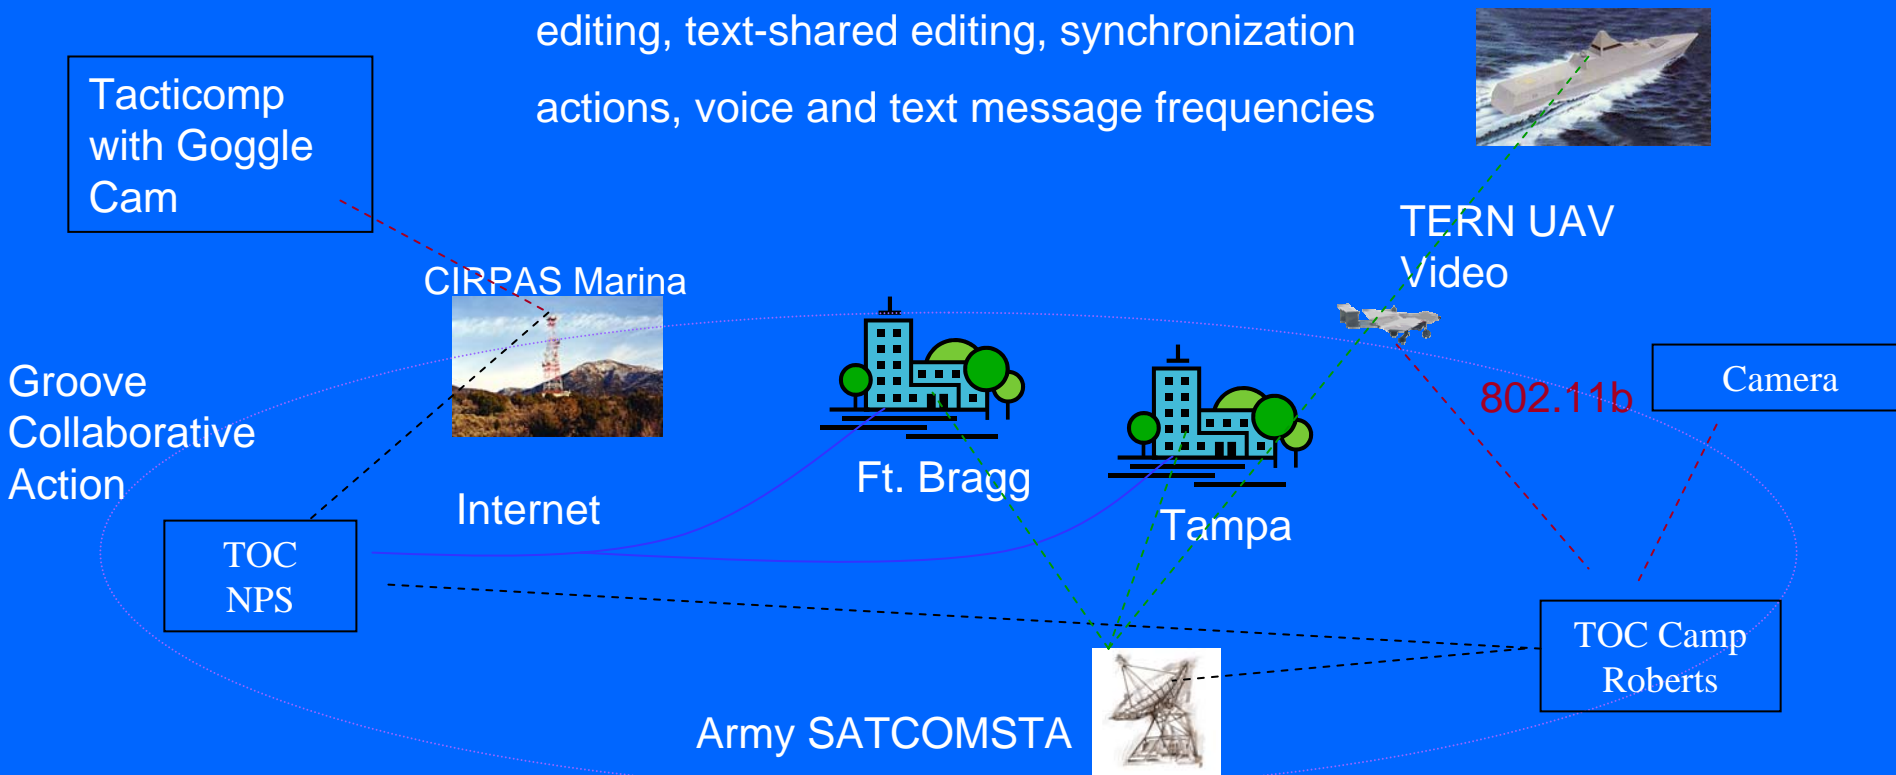 editing, text-shared editing, synchronization
actions, voice and text message frequencies
Tacticomp
with Goggle
Cam
TERN UAV
Video
CIRPAS Marina
Groove
Collaborative
Action
802.11b
Camera
Internet
Ft. Bragg
Tampa
TOC
NPS
TOC Camp
Roberts
Army SATCOMSTA